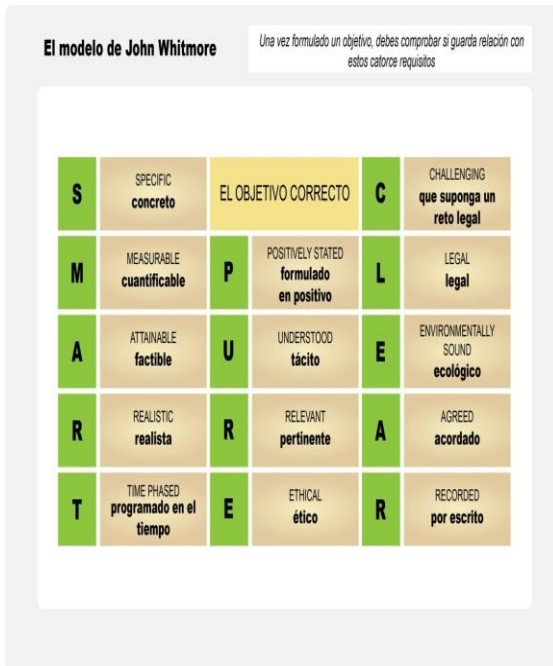 El modelo de John Whitmore
Una vez formulado un objetivo, debes comprobar si guarda relación con
estos catorce requisitos
S
SPECIFIC
concreto
EL OBJETIVO CORRECTO
C
CHALLENGING
que suponga un
reto legal
M
MEASURABLE
cuantificable
P
POSITIVELY STATED
formulado
en positivo
L
LEGAL
legal
A
ATTAINABLE
factible
U
UNDERSTOOD
tácito
E
ENVIRONMENTALLY
SOUND
ecológico
R
REALISTIC
realista
R
RELEVANT
pertinente
A
AGREED
acordado
T
TIME PHASED
programado en el
tiempo
E
ETHICAL
ético
R
RECORDED
por escrito